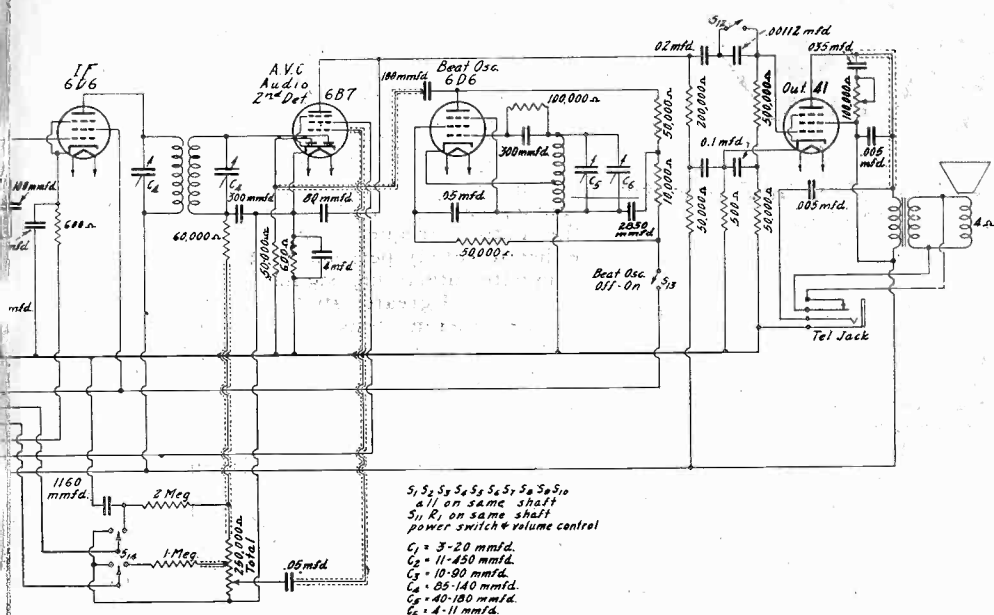 I F
6D6
A.V.C
Audio
2nd Det.
6B7
Beat Osc.
6D6
180 mmfd
100,000 Ω
300 mmfd.
C5
C6
.05 mfd
2850
mmfd
50,000 Ω
50,000 Ω
10,000 Ω
Beat Osc.
Off-On
S13
S12
.02 mfd.
.00112 mfd
200,000 Ω
500,000 Ω
0.1 mfd.
50,000 Ω
500 Ω
50,000 Ω
Out 41
.035 mfd
100,000 Ω
.005
mfd.
.005 mfd.
4 Ω
Tel Jack
100 mmfd
600 Ω
mfd.
mfd.
C4
C4
300 mmfd.
80 mmfd.
60,000 Ω
50,000 Ω
600 Ω
4 mfd
1160
mmfd.
2 Meg
S14
1 Meg.
250,000 Ω
Total
.05 mfd
S1 S2 S3 S4 S5 S6 S7 S8 S9 S10
all on same shaft
S11 R1 on same shaft
power switch & volume control
C1 = 3-20 mmfd.
C2 = 11-450 mmfd.
C3 = 10-90 mmfd.
C4 = 85-140 mmfd.
C5 = 40-180 mmfd.
C6 = 4-11 mmfd.